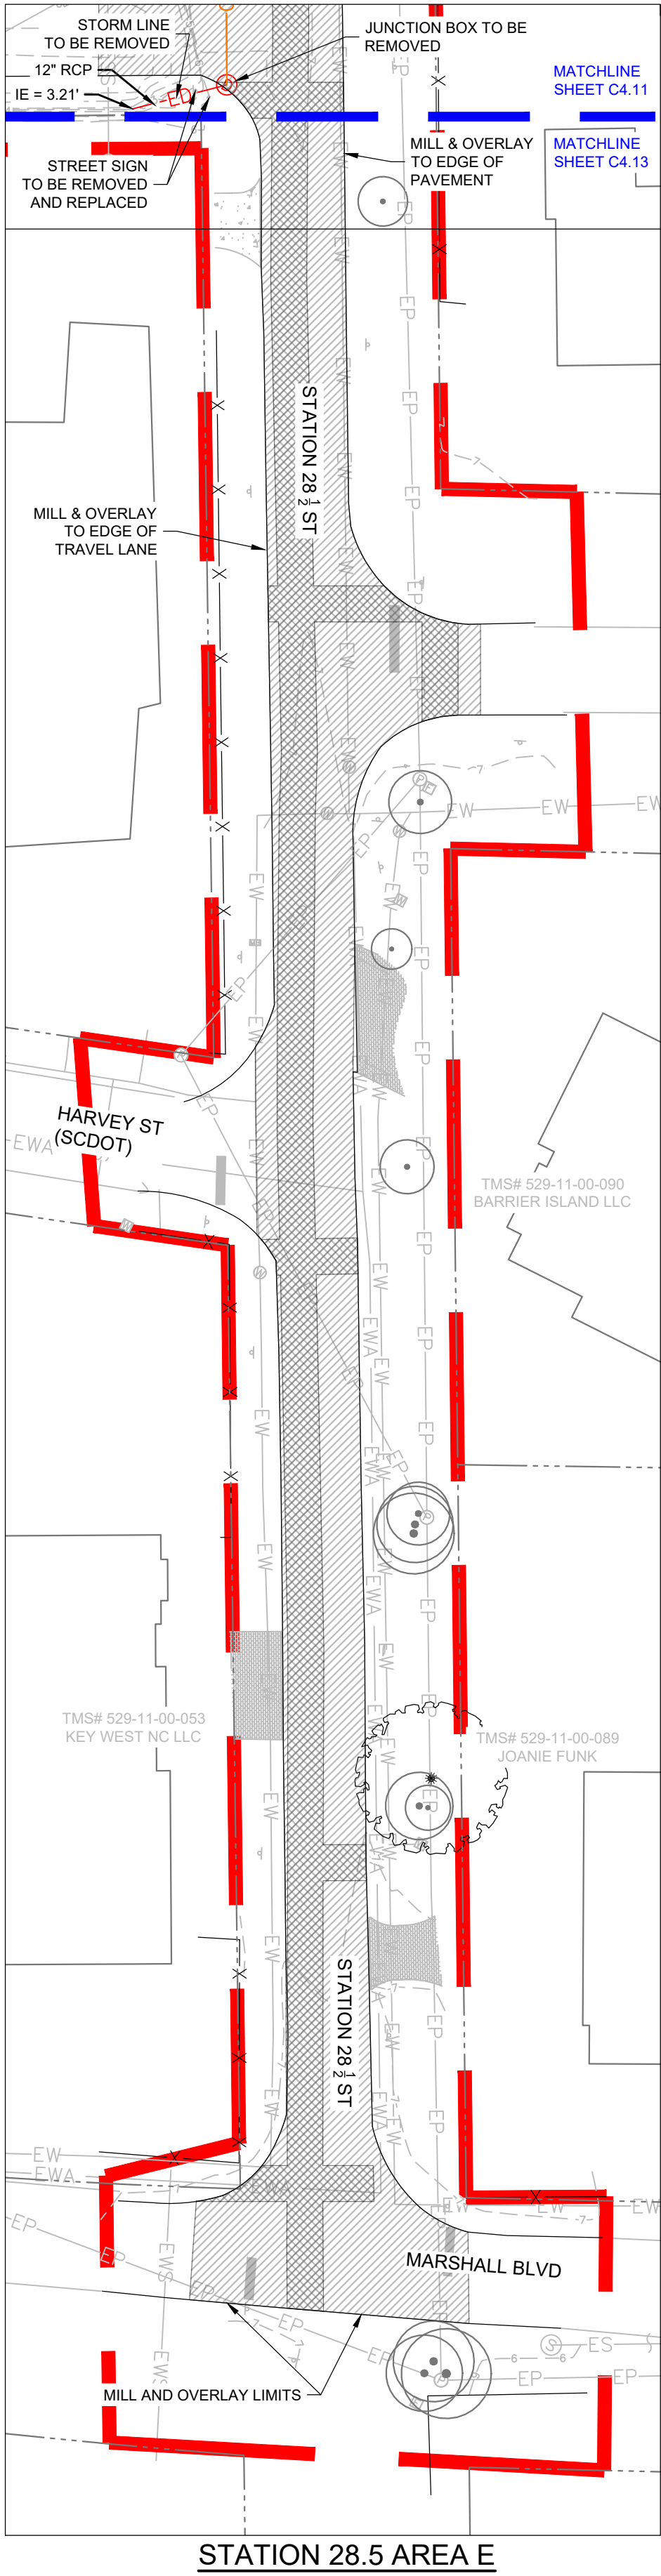 STORM LINE
TO BE REMOVED
JUNCTION BOX TO BE
REMOVED
12" RCP
IE = 3.21'
ED
MATCHLINE
SHEET C4.11
MATCHLINE
SHEET C4.13
MILL & OVERLAY
TO EDGE OF
PAVEMENT
STREET SIGN
TO BE REMOVED
AND REPLACED
STATION 28 1/2 ST
MILL & OVERLAY
TO EDGE OF
TRAVEL LANE
HARVEY ST
(SCDOT)
TMS# 529-11-00-090
BARRIER ISLAND LLC
TMS# 529-11-00-053
KEY WEST NC LLC
TMS# 529-11-00-089
JOANIE FUNK
STATION 28 1/2 ST
MARSHALL BLVD
MILL AND OVERLAY LIMITS
STATION 28.5 AREA E